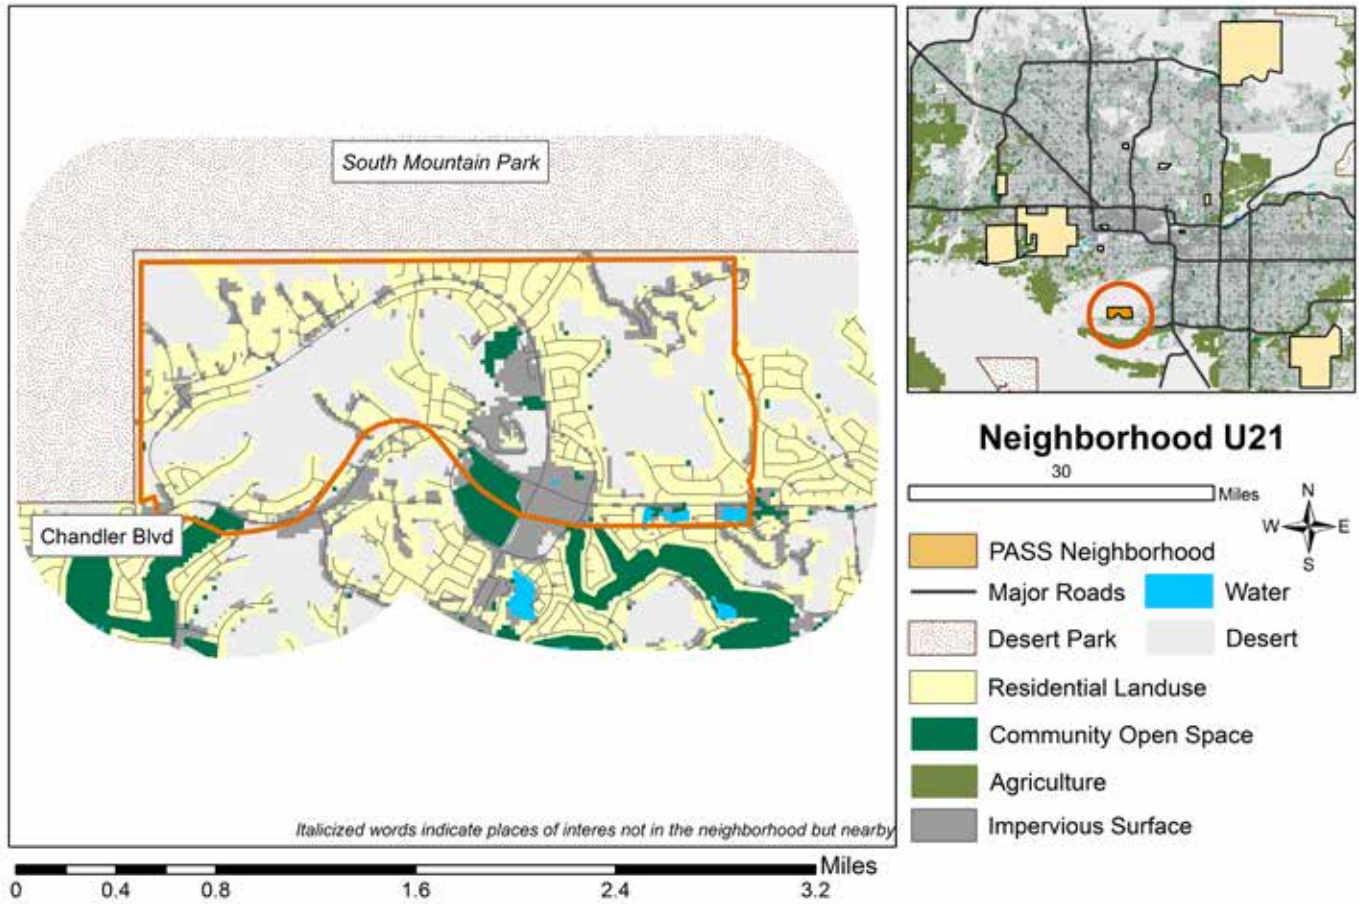 South Mountain Park
Chandler Blvd
Italicized words indicate places of interes not in the neighborhood but nearby
Miles
0 0.4 0.8 1.6 2.4 3.2
Neighborhood U21
30
Miles
N
W E
S
PASS Neighborhood
Major Roads Water
Desert Park Desert
Residential Landuse
Community Open Space
Agriculture
Impervious Surface